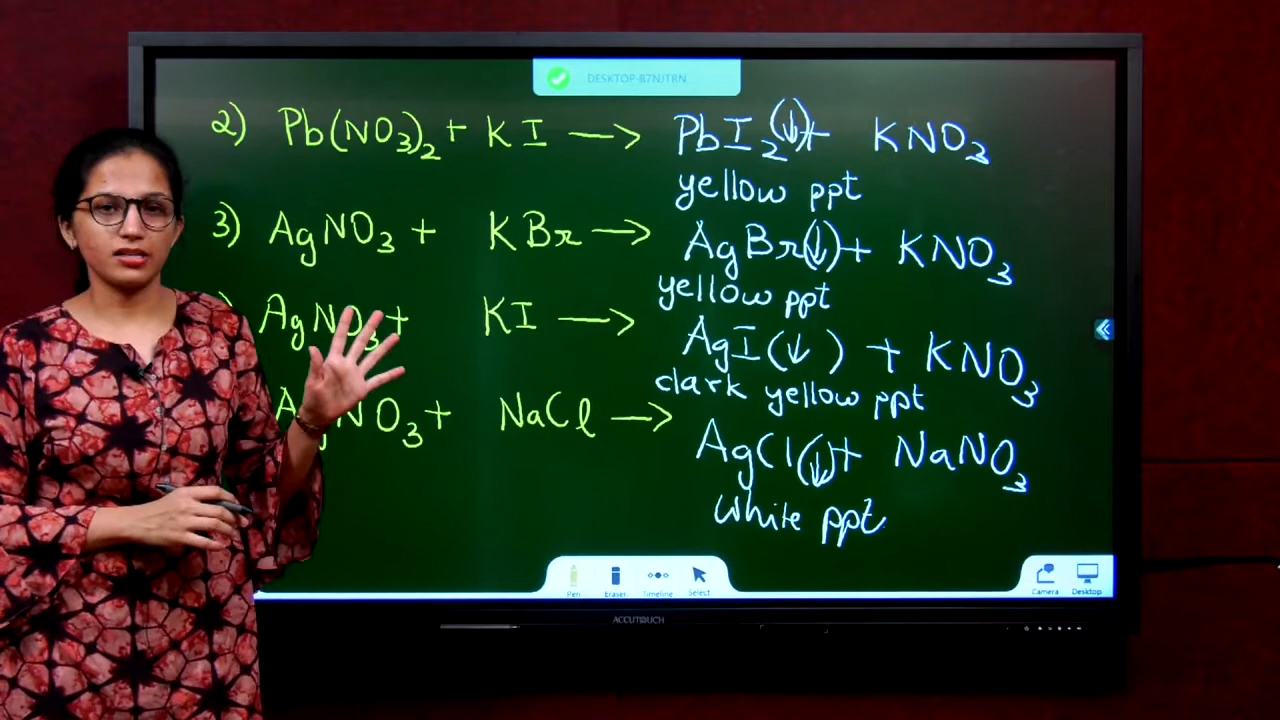 DESKTOP-B7NJTRN
2) Pb(NO3)2 + KI → PbI2(↓) + KNO3
yellow ppt
3) AgNO3 + KBr → AgBr(↓) + KNO3
yellow ppt
) AgNO3 + KI → AgI(↓) + KNO3
dark yellow ppt
AgNO3 + NaCl → AgCl(↓) + NaNO3
white ppt
Pen Eraser Timeline Select Camera Desktop
ACCUTOUCH